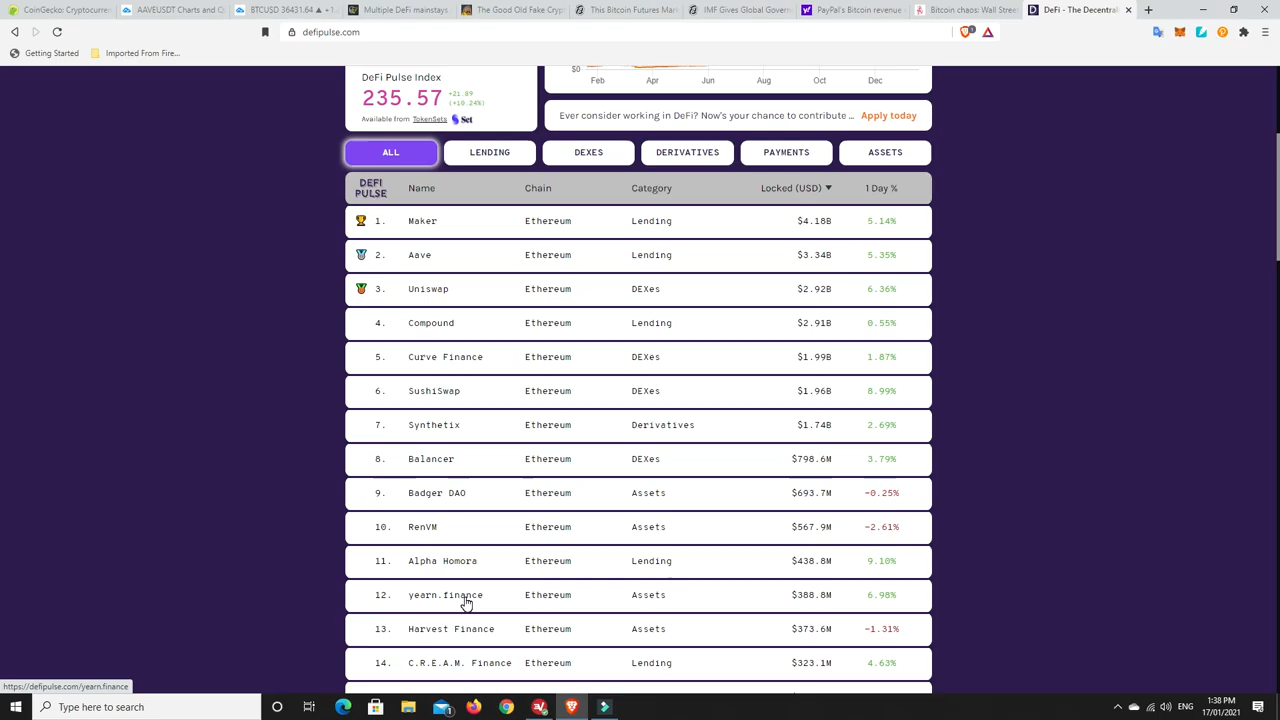 CoinGecko: Cryptocurrenc
AAVEUSDT Charts and Q
BTCUSD 36431.64 ▲ +1.
Multiple DeFi mainstays
The Good Old Fake Cryp
This Bitcoin Futures Mark
IMF Gives Global Govern
PayPal's Bitcoin revenue
Bitcoin chaos: Wall Street
DeFi - The Decentral
defipulse.com
Getting Started
Imported From Fire...
DeFi Pulse Index
235.57
+21.89
(+10.24%)
Available from TokenSets Set
$0
Feb Apr Jun Aug Oct Dec
Ever consider working in DeFi? Now's your chance to contribute ... Apply today
ALL LENDING DEXES DERIVATIVES PAYMENTS ASSETS
DEFI PULSE Name Chain Category Locked (USD) ▼ 1 Day %
1. Maker Ethereum Lending $4.18B 5.14%
2. Aave Ethereum Lending $3.34B 5.35%
3. Uniswap Ethereum DEXes $2.92B 6.36%
4. Compound Ethereum Lending $2.91B 0.55%
5. Curve Finance Ethereum DEXes $1.99B 1.87%
6. SushiSwap Ethereum DEXes $1.96B 8.99%
7. Synthetix Ethereum Derivatives $1.74B 2.69%
8. Balancer Ethereum DEXes $798.6M 3.79%
9. Badger DAO Ethereum Assets $693.7M -0.25%
10. RenVM Ethereum Assets $567.9M -2.61%
11. Alpha Homora Ethereum Lending $438.8M 9.10%
12. yearn.finance Ethereum Assets $388.8M 6.98%
13. Harvest Finance Ethereum Assets $373.6M -1.31%
14. C.R.E.A.M. Finance Ethereum Lending $323.1M 4.63%
https://defipulse.com/yearn.finance
Type here to search
ENG
1:38 PM
17/01/2021